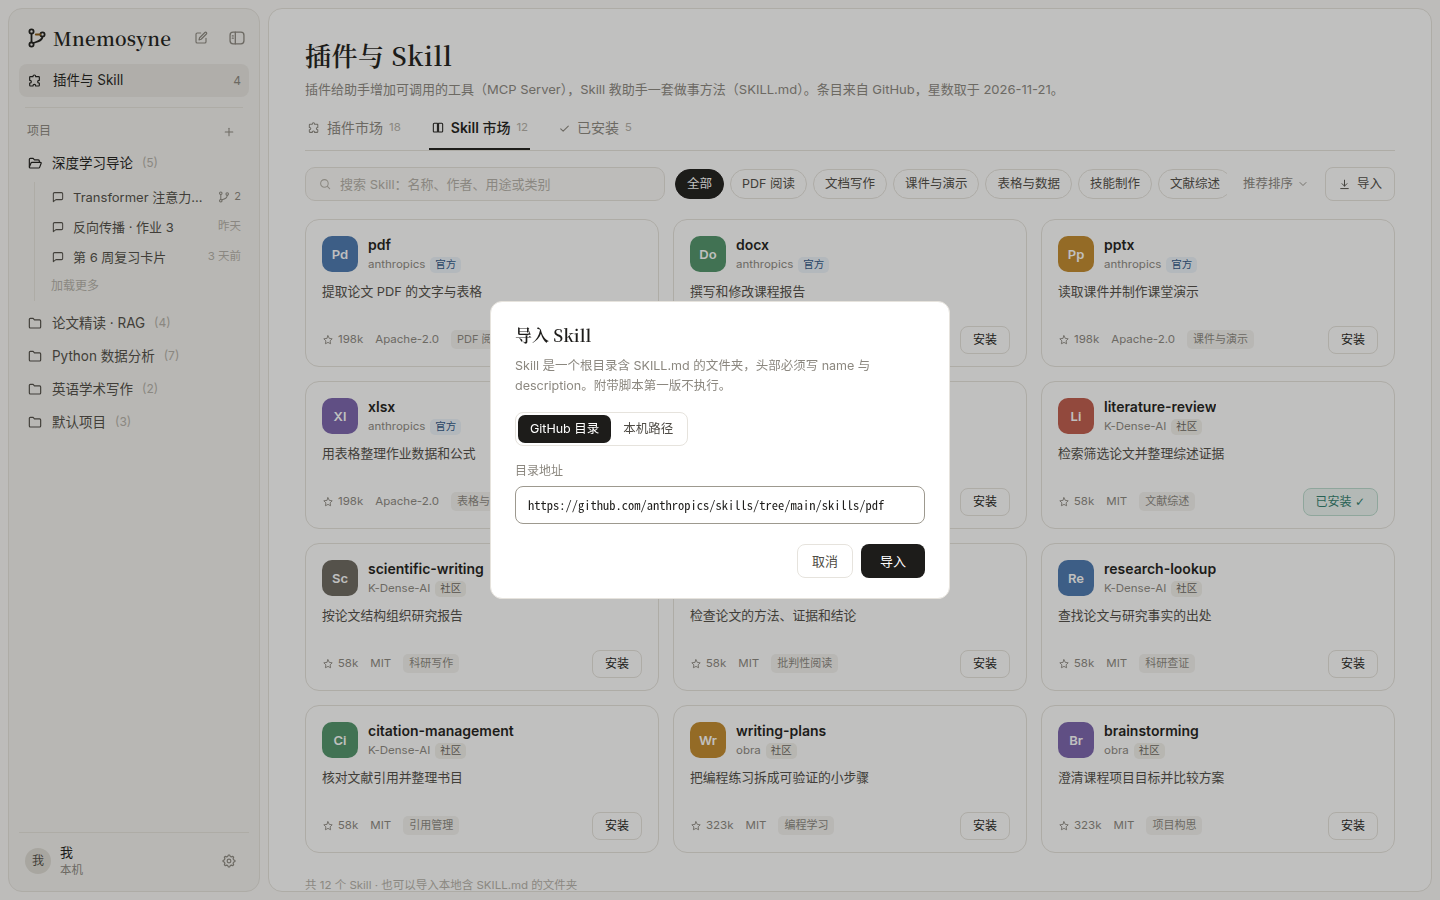 Mnemosyne
插件与 Skill 4
项目
深度学习导论 (5)
Transformer 注意力... 2
反向传播 · 作业 3 昨天
第 6 周复习卡片 3 天前
加载更多
论文精读 · RAG (4)
Python 数据分析 (7)
英语学术写作 (2)
默认项目 (3)
我 我
本机
插件与 Skill
插件给助手增加可调用的工具（MCP Server），Skill 教助手一套做事方法（SKILL.md）。条目来自 GitHub，星数取于 2026-11-21。
插件市场 18 Skill 市场 12 已安装 5
搜索 Skill：名称、作者、用途或类别 全部 PDF 阅读 文档写作 课件与演示 表格与数据 技能制作 文献综述 推荐排序 导入
Pd pdf
anthropics 官方
提取论文 PDF 的文字与表格
198k Apache-2.0 PDF 阅
Do docx
anthropics 官方
撰写和修改课程报告
安装
Pp pptx
anthropics 官方
读取课件并制作课堂演示
198k Apache-2.0 课件与演示 安装
导入 Skill
Skill 是一个根目录含 SKILL.md 的文件夹，头部必须写 name 与
description。附带脚本第一版不执行。
GitHub 目录 本机路径
目录地址
https://github.com/anthropics/skills/tree/main/skills/pdf
取消 导入
Xl xlsx
anthropics 官方
用表格整理作业数据和公式
198k Apache-2.0 表格与
安装
Li literature-review
K-Dense-AI 社区
检索筛选论文并整理综述证据
58k MIT 文献综述 已安装 ✓
Sc scientific-writing
K-Dense-AI 社区
按论文结构组织研究报告
58k MIT 科研写作 安装
检查论文的方法、证据和结论
58k MIT 批判性阅读 安装
Re research-lookup
K-Dense-AI 社区
查找论文与研究事实的出处
58k MIT 科研查证 安装
Ci citation-management
K-Dense-AI 社区
核对文献引用并整理书目
58k MIT 引用管理 安装
Wr writing-plans
obra 社区
把编程练习拆成可验证的小步骤
323k MIT 编程学习 安装
Br brainstorming
obra 社区
澄清课程项目目标并比较方案
323k MIT 项目构思 安装
共 12 个 Skill · 也可以导入本地含 SKILL.md 的文件夹